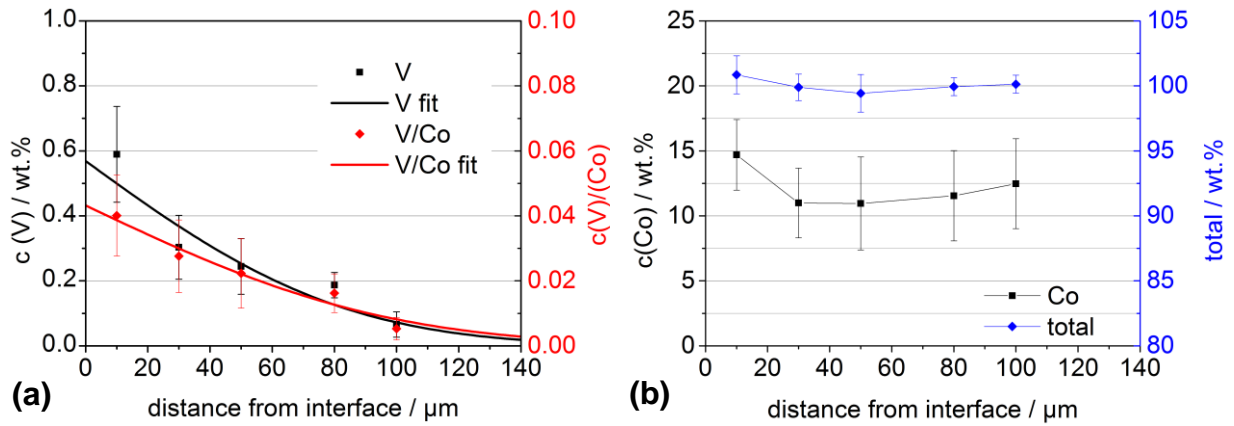 1.0
0.8
0.6
0.4
0.2
0.0
c (V) / wt.%
0 20 40 60 80 100 120 140
distance from interface / µm
0.10
0.08
0.06
0.04
0.02
0.00
c(V)/(Co)
V
V fit
V/Co
V/Co fit
(a)
25
20
15
10
5
0
c(Co) / wt.%
0 20 40 60 80 100 120 140
distance from interface / µm
105
100
95
90
85
80
total / wt.%
Co
total
(b)